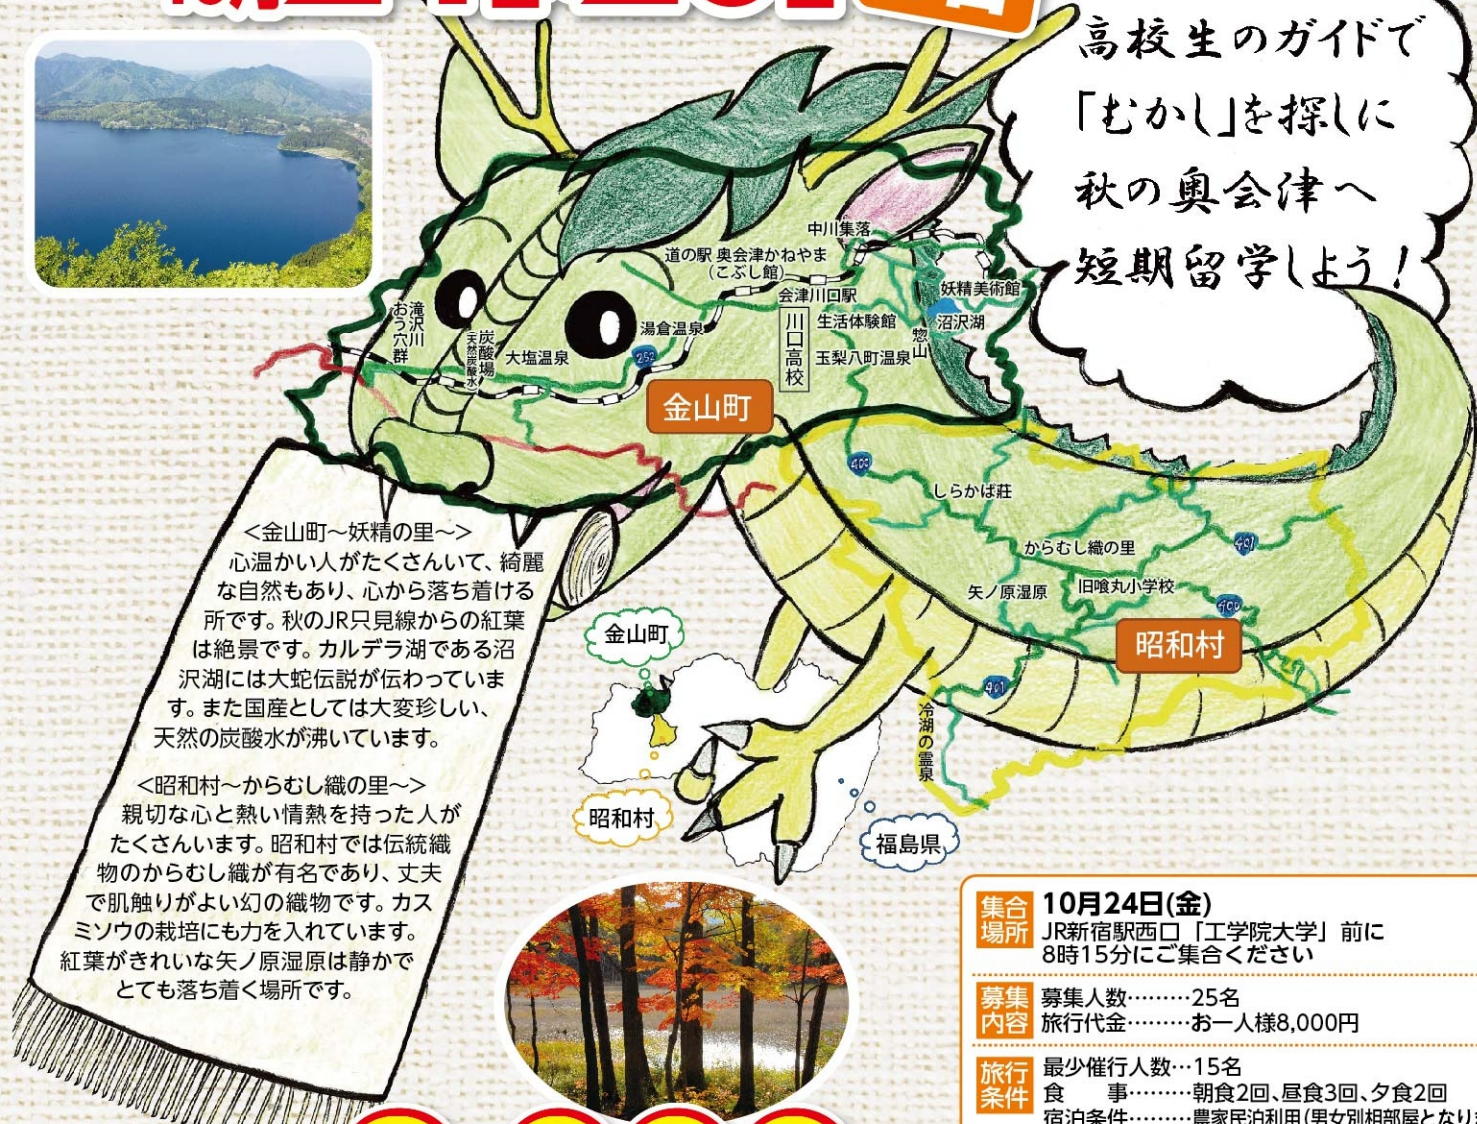 高校生のガイドで
「むかし」を探しに
秋の奥会津へ
短期留学しよう！
中川集落
道の駅 奥会津かねやま
（こぶし館）
会津川口駅
妖精美術館
沼沢湖
生活体験館
惣山
川口高校
玉梨八町温泉
湯倉温泉
252
大塩温泉
炭酸場
（天然炭酸水）
滝沢川
おう穴群
金山町
400
しらかば荘
からむし織の里
401
矢ノ原湿原
旧喰丸小学校
400
昭和村
401
冷湖の霊泉
＜金山町～妖精の里～＞
心温かい人がたくさんいて、綺麗
な自然もあり、心から落ち着ける
所です。秋のJR只見線からの紅葉
は絶景です。カルデラ湖である沼
沢湖には大蛇伝説が伝わっていま
す。また国産としては大変珍しい、
天然の炭酸水が沸いています。
＜昭和村～からむし織の里～＞
親切な心と熱い情熱を持った人が
たくさんいます。昭和村では伝統織
物のからむし織が有名であり、丈夫
で肌触りがよい幻の織物です。カス
ミソウの栽培にも力を入れています。
紅葉がきれいな矢ノ原湿原は静かで
とても落ち着く場所です。
金山町
昭和村
福島県
集合場所
10月24日(金)
JR新宿駅西口「工学院大学」前に
8時15分にご集合ください
募集内容
募集人数………25名
旅行代金………お一人様8,000円
旅行条件
最少催行人数…15名
食　　事………朝食2回、昼食3回、夕食2回
宿泊条件………農家民泊利用(男女別相部屋となり